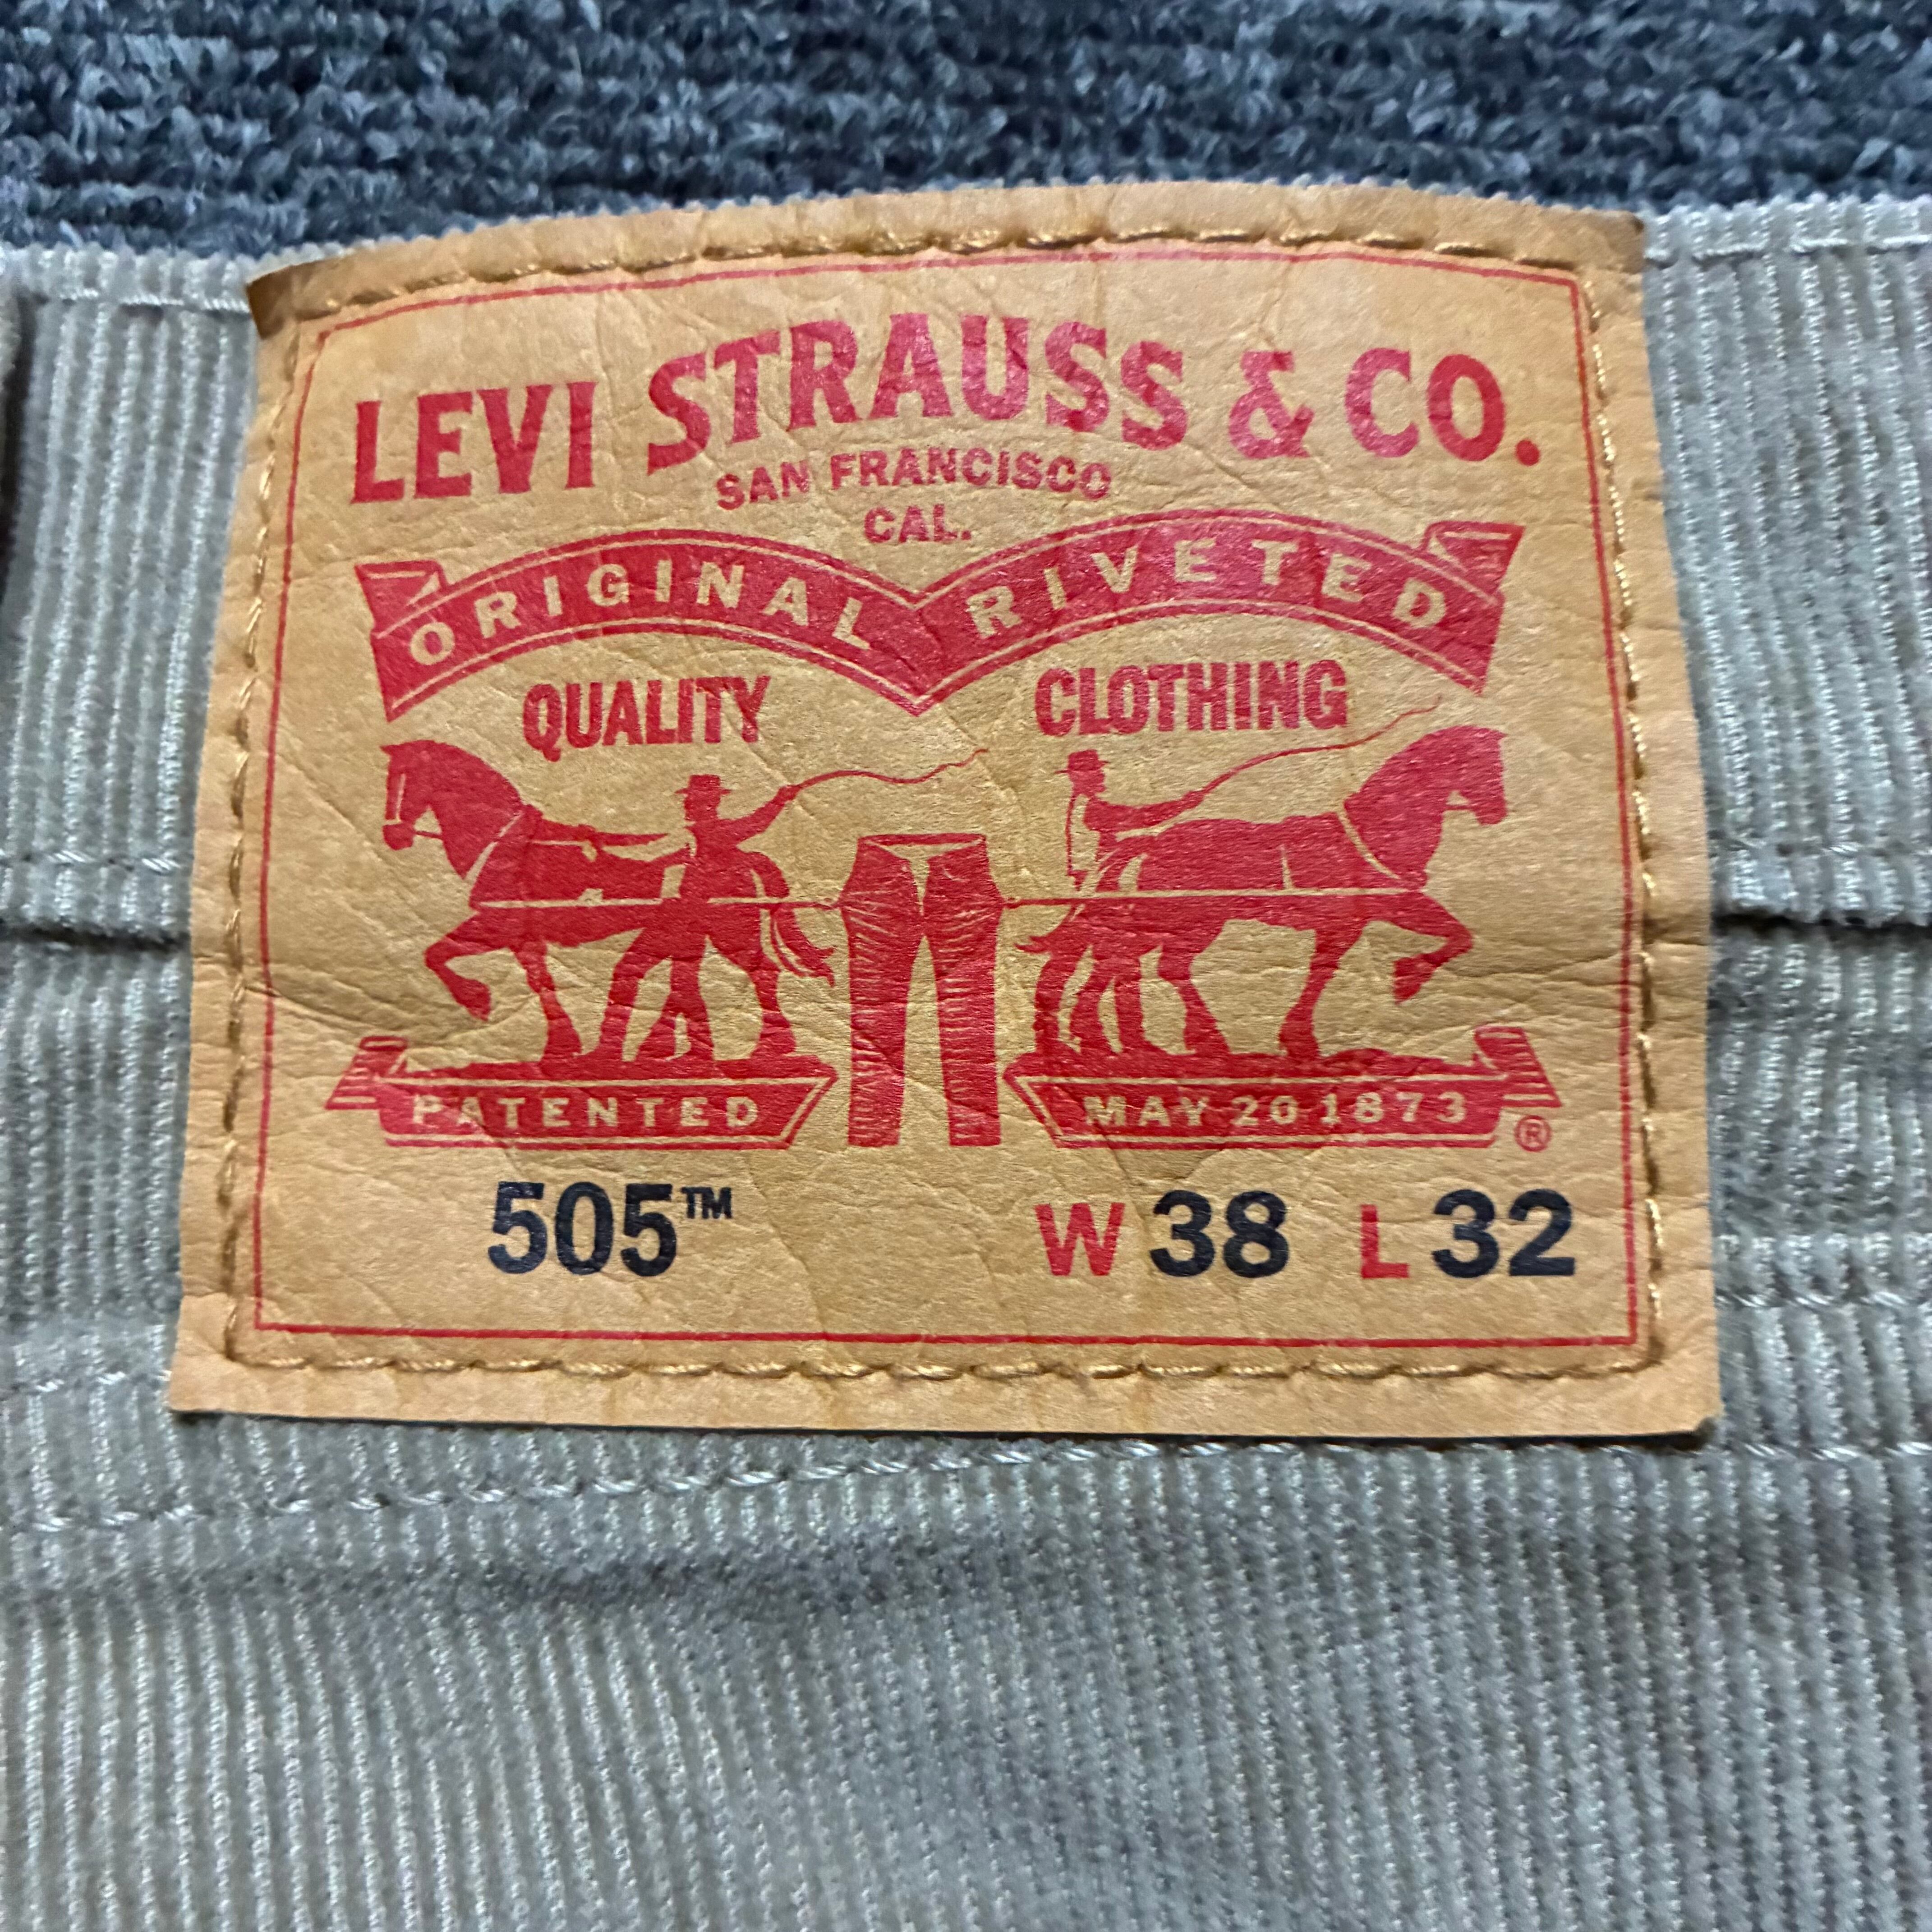 LEVI STRAUSS & CO.
SAN FRANCISCO
CAL.
ORIGINAL RIVETED
QUALITY CLOTHING
PATENTED MAY 20 1873 ®
505™ W 38 L 32